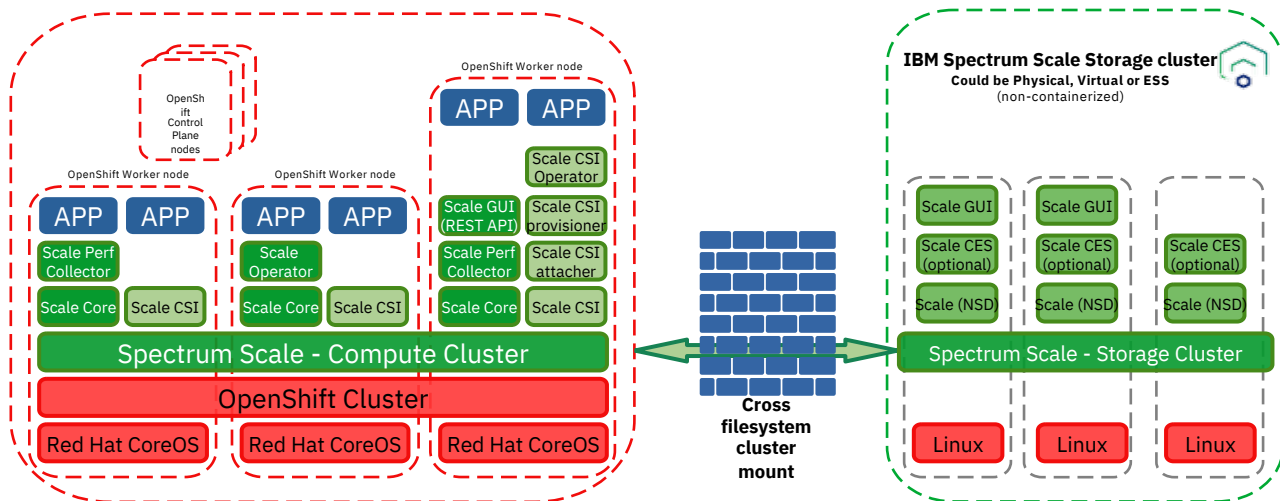 OpenSh
ift
Control
Plane
nodes
OpenShift Worker node
APP APP
Scale Perf
Collector
Scale Core
Scale CSI
OpenShift Worker node
APP APP
Scale
Operator
Scale Core
Scale CSI
OpenShift Worker node
APP APP
Scale CSI
Operator
Scale GUI
(REST API)
Scale CSI
provisioner
Scale Perf
Collector
Scale CSI
attacher
Scale Core
Scale CSI
Spectrum Scale - Compute Cluster
OpenShift Cluster
Red Hat CoreOS
Red Hat CoreOS
Red Hat CoreOS
Cross
filesystem
cluster
mount
IBM Spectrum Scale Storage cluster
Could be Physical, Virtual or ESS
(non-containerized)
Scale GUI
Scale GUI
Scale CES
(optional)
Scale CES
(optional)
Scale CES
(optional)
Scale (NSD)
Scale (NSD)
Scale (NSD)
Spectrum Scale - Storage Cluster
Linux
Linux
Linux